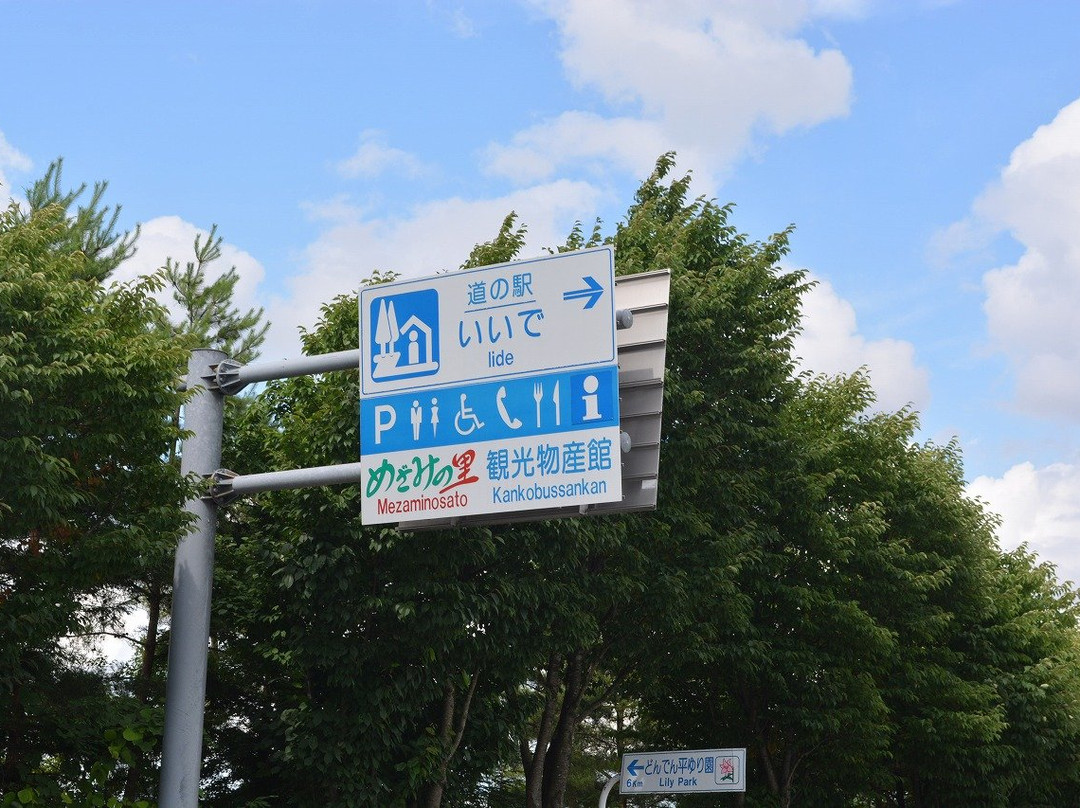 道の駅
いいで
Iide
P
i
めざみの里
Mezaminosato
観光物産館
Kankobussankan
どんでん平ゆり園
6Km
Lily Park